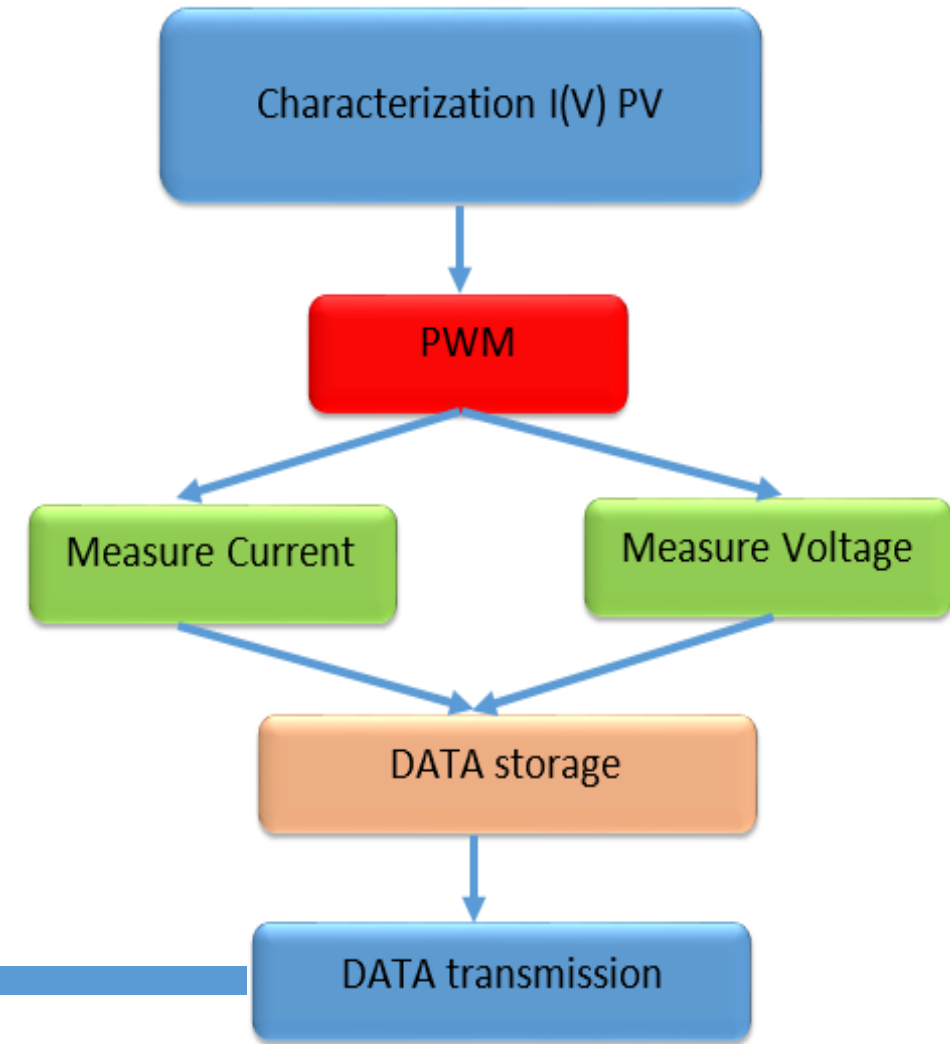 Characterization I(V) PV
PWM
Measure Current
Measure Voltage
DATA storage
DATA transmission